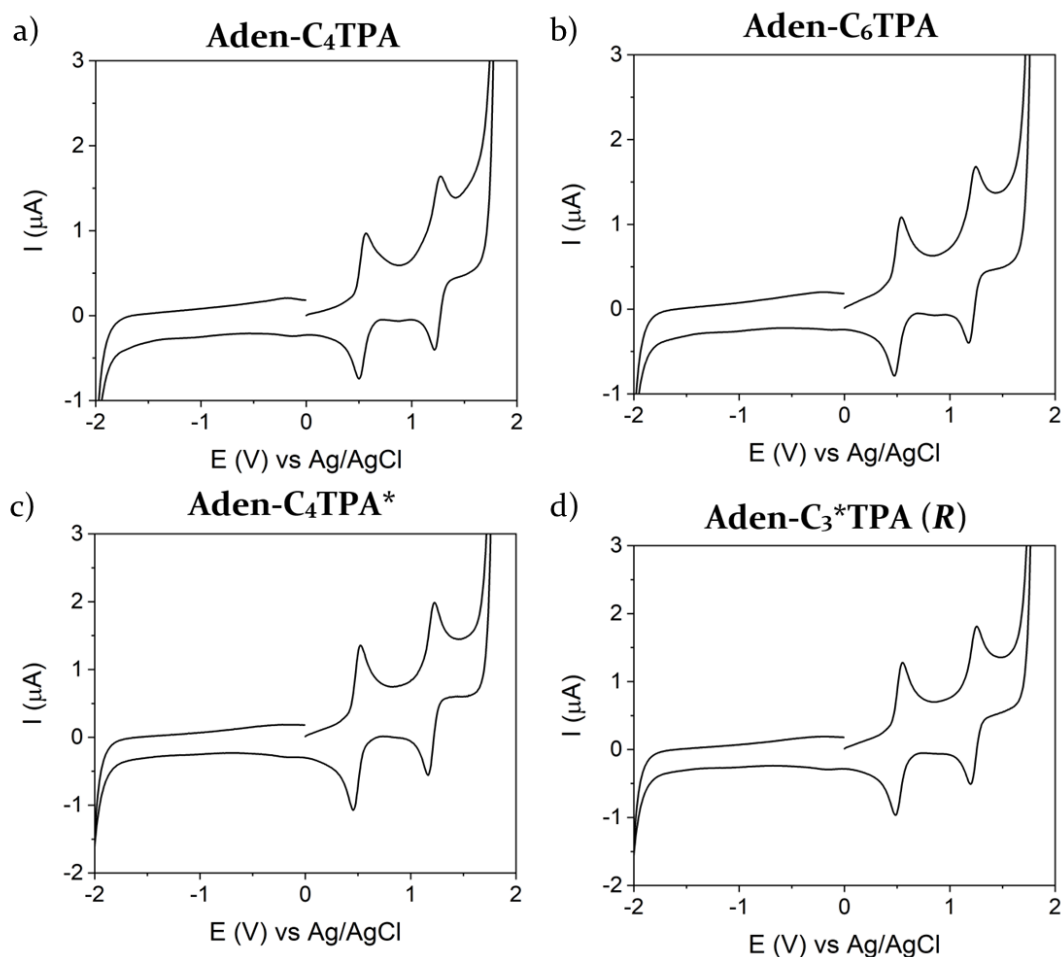 a)
Aden-C₄TPA
3
2
1
0
-1
-2
-1
0
1
2
I (μA)
E (V) vs Ag/AgCl
b)
Aden-C₆TPA
3
2
1
0
-1
-2
-1
0
1
2
I (μA)
E (V) vs Ag/AgCl
c)
Aden-C₄TPA*
3
2
1
0
-1
-2
-2
-1
0
1
2
I (μA)
E (V) vs Ag/AgCl
d)
Aden-C₃*TPA (R)
3
2
1
0
-1
-2
-2
-1
0
1
2
I (μA)
E (V) vs Ag/AgCl